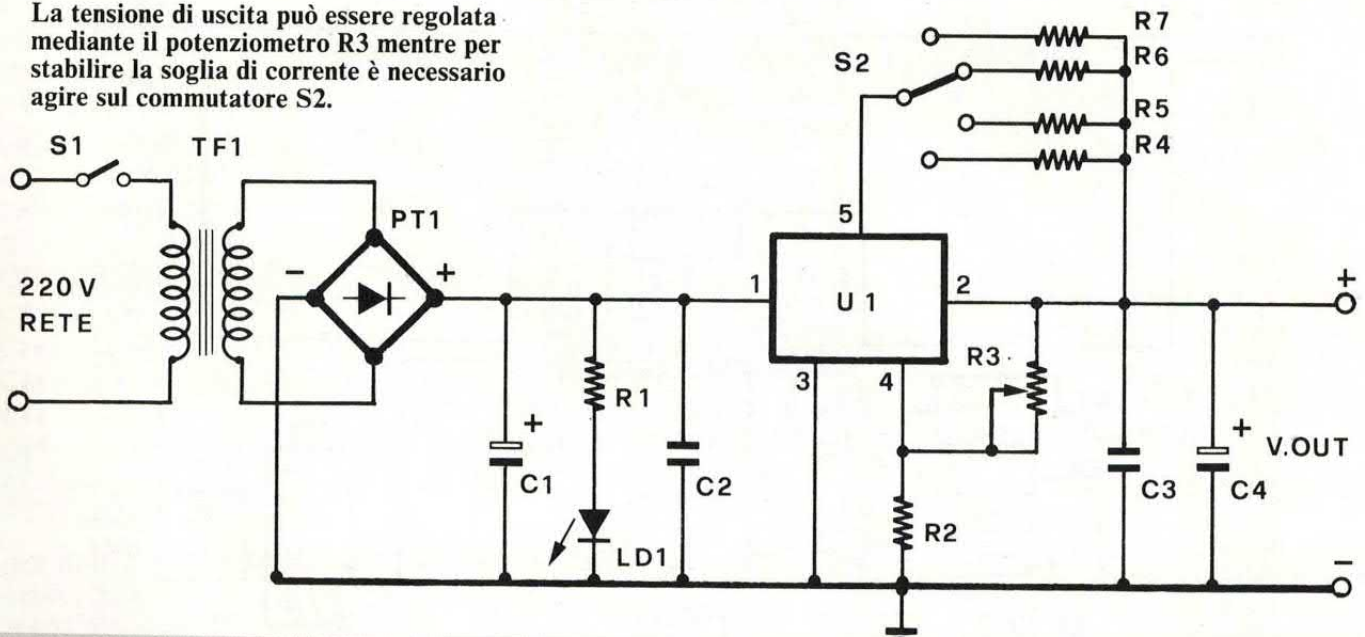 La tensione di uscita può essere regolata
mediante il potenziometro R3 mentre per
stabilire la soglia di corrente è necessario
agire sul commutatore S2.
S1
TF1
220V
RETE
PT1
-
+
+
C1
R1
LD1
C2
S2
R7
R6
R5
R4
5
1
U1
2
3
4
R3
R2
C3
+
C4
V.OUT
+
-